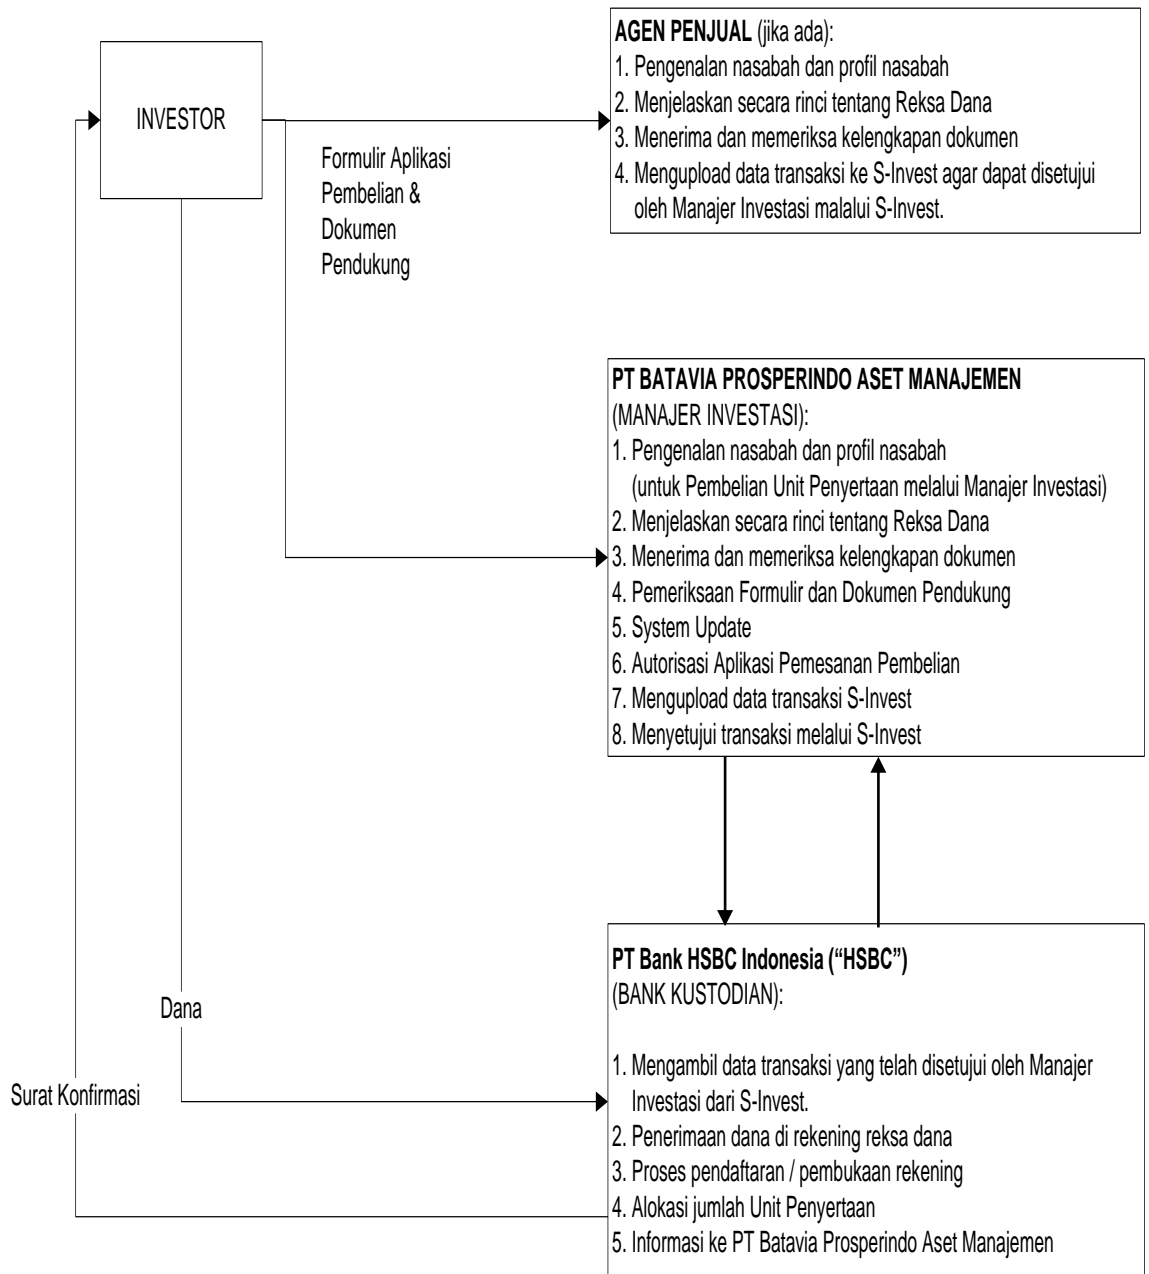 AGEN PENJUAL (jika ada):
1. Pengenalan nasabah dan profil nasabah
2. Menjelaskan secara rinci tentang Reksa Dana
3. Menerima dan memeriksa kelengkapan dokumen
4. Mengupload data transaksi ke S-Invest agar dapat disetujui
oleh Manajer Investasi malalui S-Invest.
INVESTOR
Formulir Aplikasi
Pembelian &
Dokumen
Pendukung
PT BATAVIA PROSPERINDO ASET MANAJEMEN
(MANAJER INVESTASI):
1. Pengenalan nasabah dan profil nasabah
(untuk Pembelian Unit Penyertaan melalui Manajer Investasi)
2. Menjelaskan secara rinci tentang Reksa Dana
3. Menerima dan memeriksa kelengkapan dokumen
4. Pemeriksaan Formulir dan Dokumen Pendukung
5. System Update
6. Autorisasi Aplikasi Pemesanan Pembelian
7. Mengupload data transaksi S-Invest
8. Menyetujui transaksi melalui S-Invest
PT Bank HSBC Indonesia (“HSBC”)
(BANK KUSTODIAN):
1. Mengambil data transaksi yang telah disetujui oleh Manajer
Investasi dari S-Invest.
2. Penerimaan dana di rekening reksa dana
3. Proses pendaftaran / pembukaan rekening
4. Alokasi jumlah Unit Penyertaan
5. Informasi ke PT Batavia Prosperindo Aset Manajemen
Dana
Surat Konfirmasi